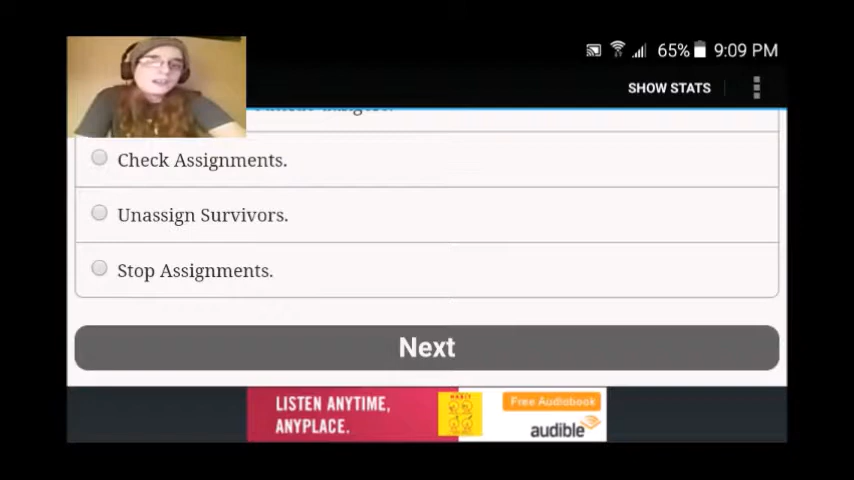 65% 9:09 PM
SHOW STATS
Check Assignments.
Unassign Survivors.
Stop Assignments.
Next
LISTEN ANYTIME,
ANYPLACE.
Free Audiobook
audible